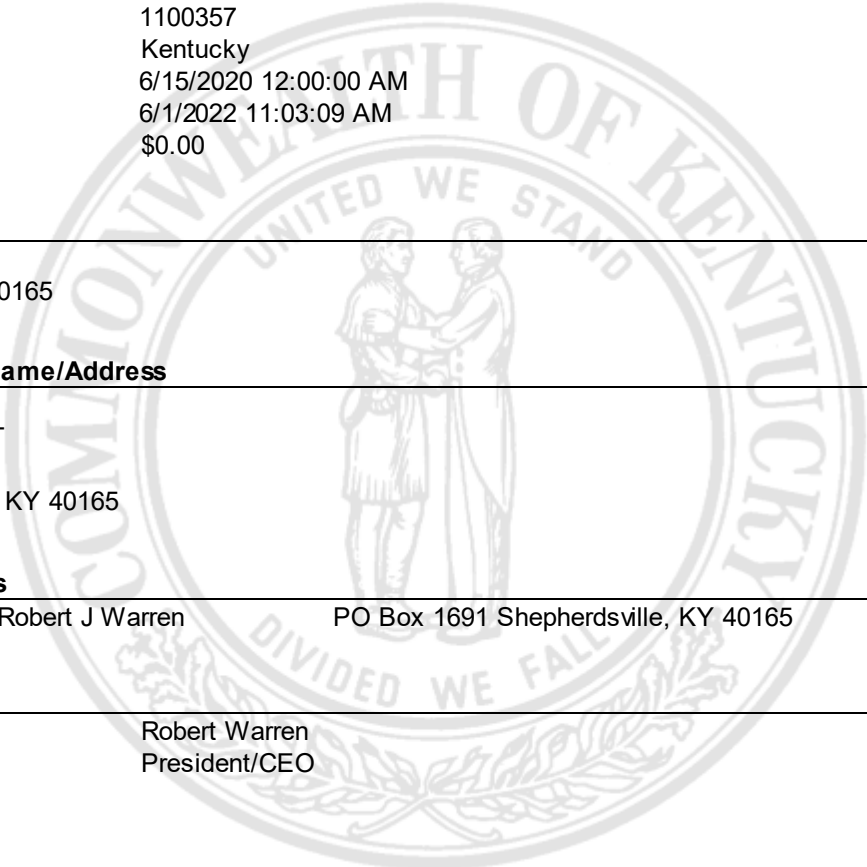 1100357
Kentucky
6/15/2020 12:00:00 AM
6/1/2022 11:03:09 AM
$0.00
COMMONWEALTH OF KENTUCKY
UNITED WE STAND
0165
ame/Address
KY 40165
s
Robert J Warren PO Box 1691 Shepherdsville, KY 40165
DIVIDED WE FALL
Robert Warren
President/CEO